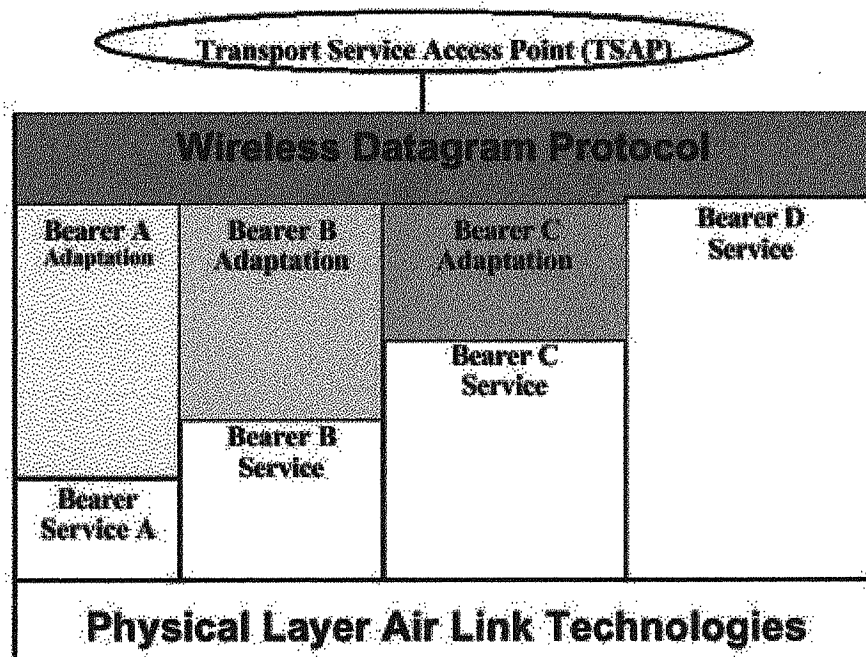 Transport Service Access Point (TSAP)
Wireless Datagram Protocol
Bearer A
Adaptation
Bearer B
Adaptation
Bearer C
Adaptation
Bearer D
Service
Bearer C
Service
Bearer B
Service
Bearer
Service A
Physical Layer Air Link Technologies